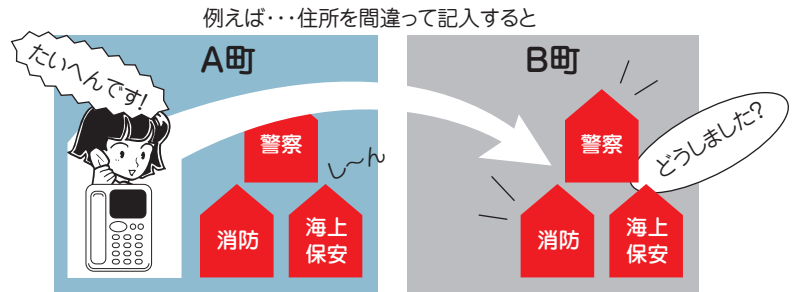 例えば･･･住所を間違って記入すると
A町
たいへんです!
警察
し〜ん
消防
海上
保安
B町
警察
どうしました?
消防
海上
保安